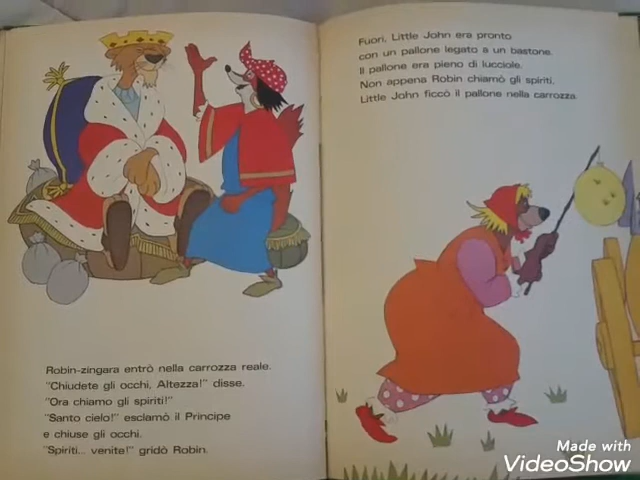 Robin-zingara entrò nella carrozza reale.
"Chiudete gli occhi, Altezza!" disse.
"Ora chiamo gli spiriti!"
"Santo cielo!" esclamò il Principe
e chiuse gli occhi.
"Spiriti.. venite!" gridò Robin.
Fuori, Little John era pronto
con un pallone legato a un bastone.
Il pallone era pieno di lucciole.
Non appena Robin chiamò gli spiriti,
Little John ficcò il pallone nella carrozza.
Made with
VideoShow